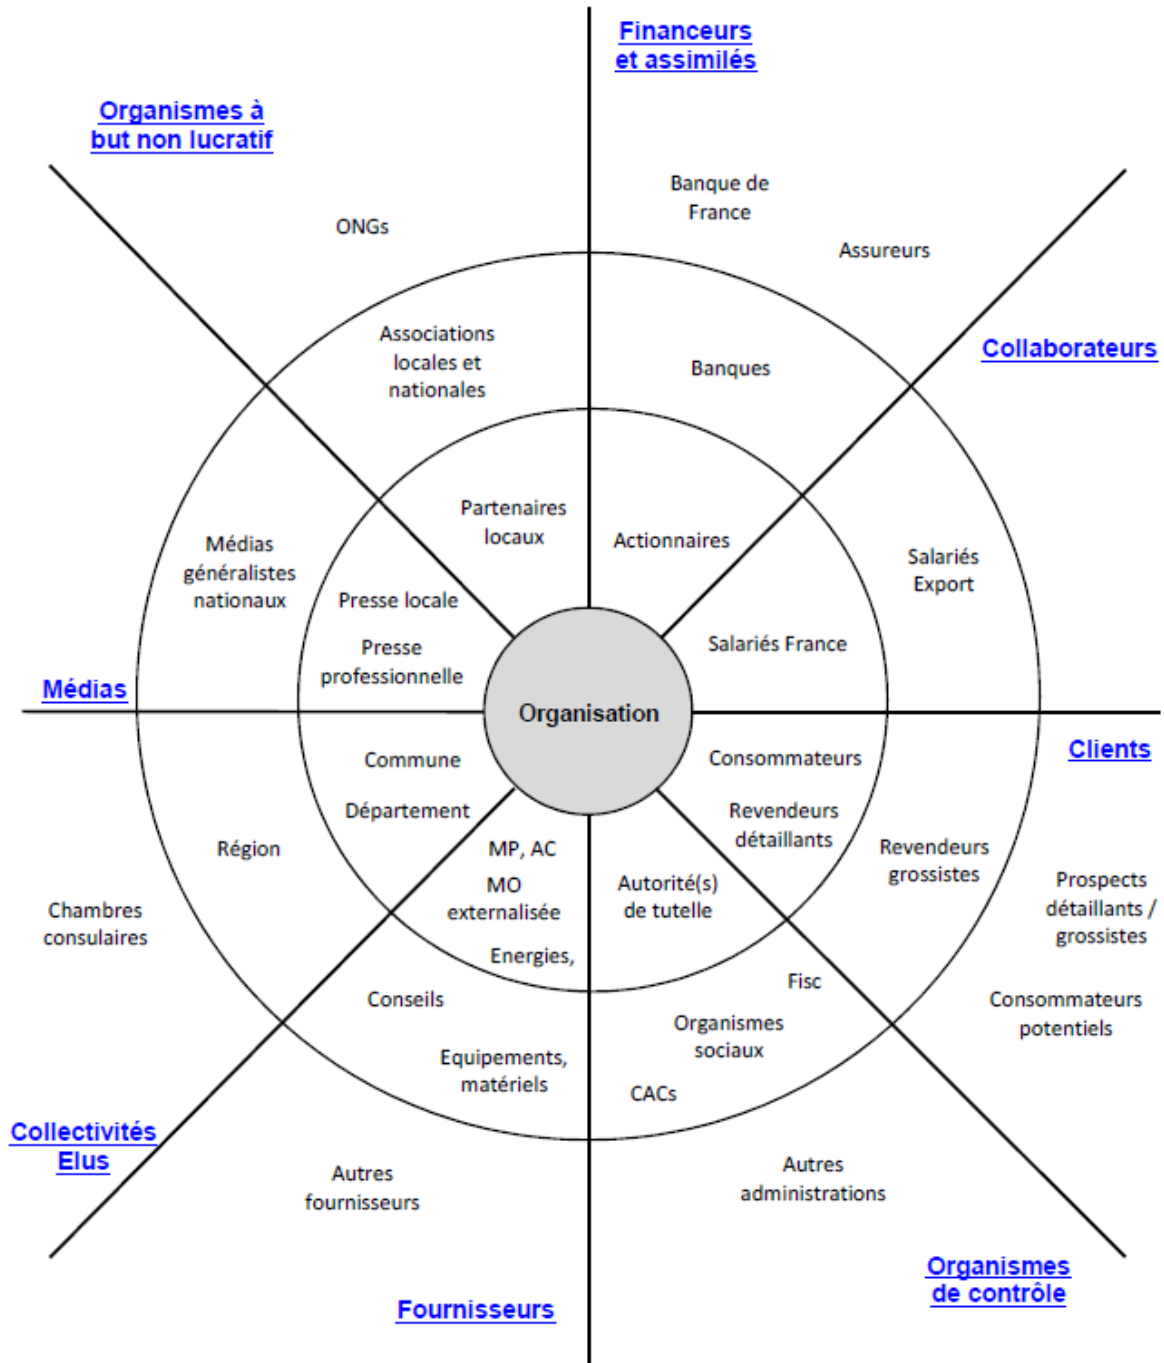 Financeurs
et assimilés
Organismes à
but non lucratif
Banque de
France
ONGs
Assureurs
Associations
locales et
nationales
Banques
Collaborateurs
Partenaires
locaux
Actionnaires
Médias
généralistes
nationaux
Salariés
Export
Presse locale
Presse
professionnelle
Salariés France
Médias
Organisation
Clients
Commune
Département
Consommateurs
Revendeurs
détaillants
Région
MP, AC
MO
externalisée
Energies,
Autorité(s)
de tutelle
Revendeurs
grossistes
Prospects
détaillants /
grossistes
Chambres
consulaires
Fisc
Conseils
Organismes
sociaux
Consommateurs
potentiels
Equipements,
matériels
CACs
Collectivités
Elus
Autres
fournisseurs
Autres
administrations
Organismes
de contrôle
Fournisseurs